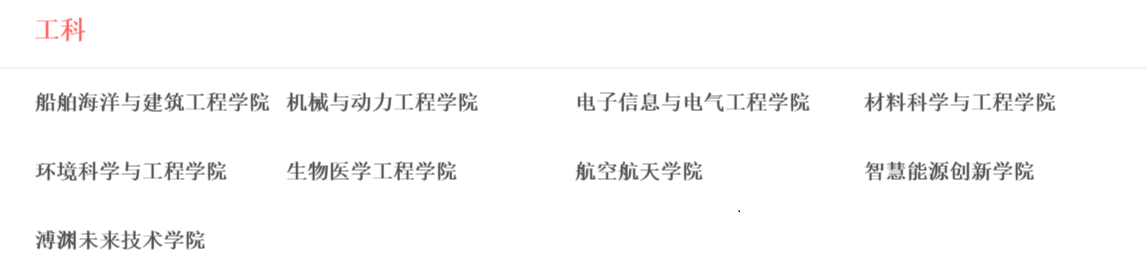 工科
船舶海洋与建筑工程学院 机械与动力工程学院 电子信息与电气工程学院 材料科学与工程学院
环境科学与工程学院 生物医学工程学院 航空航天学院 智慧能源创新学院
溥渊未来技术学院